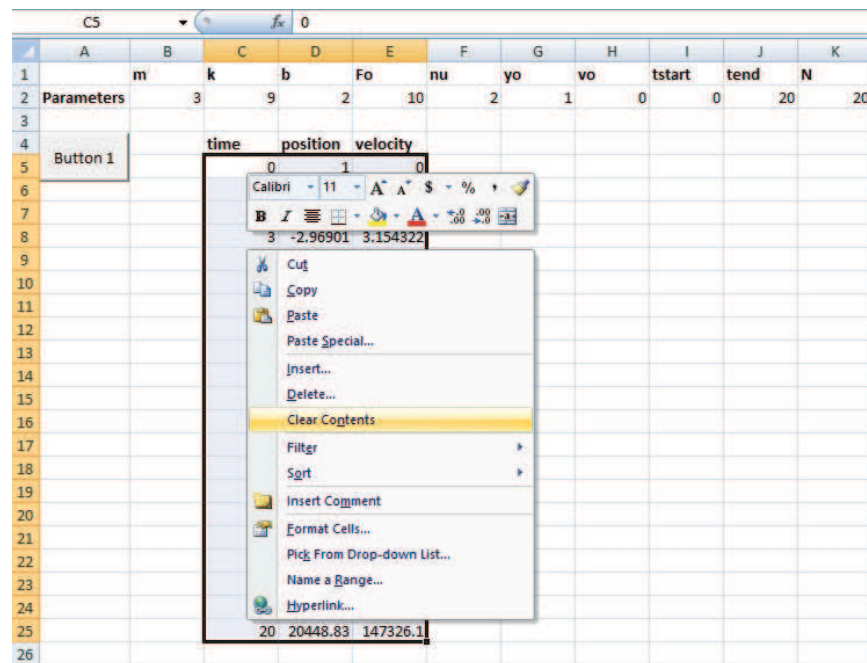 C5 fx 0
A B C D E F G H I J K
1 m k b Fo nu yo vo tstart tend N
2 Parameters 3 9 2 10 2 1 0 0 20 20
3
4 time position velocity
Button 1
5 0 1 0
6 Calibri 11 A A $ % ,
7 B I A .00 .0
8 3 -2.96901 3.154322
9 Cut
10 Copy
11 Paste
12 Paste Special...
13
14 Insert...
15 Delete...
16 Clear Contents
17 Filter
18 Sort
19 Insert Comment
20
21 Format Cells...
22 Pick From Drop-down List...
23 Name a Range...
24 Hyperlink...
25 20 20448.83 147326.1
26